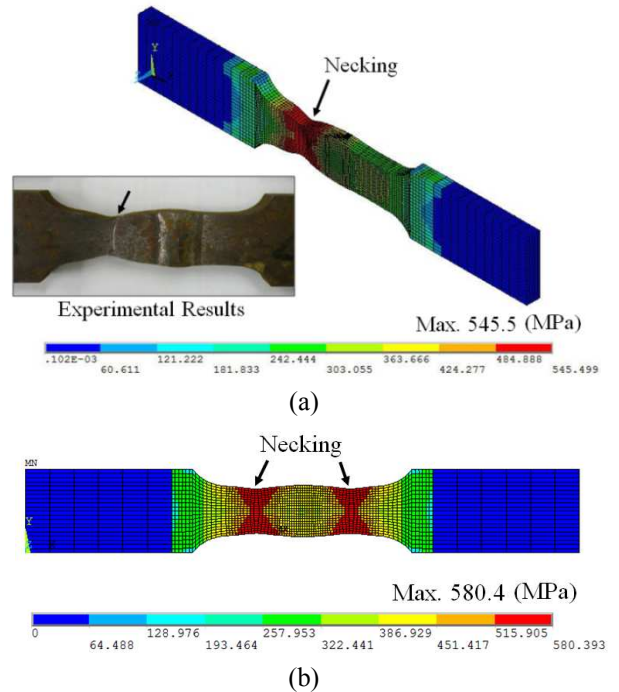 Necking
Y
Experimental Results
Max. 545.5 (MPa)
.102E-03 121.222 242.444 363.666 484.888
60.611 181.833 303.055 424.277 545.499
(a)
Necking
MN
Y
Max. 580.4 (MPa)
0 128.976 257.953 386.929 515.905
64.488 193.464 322.441 451.417 580.393
(b)